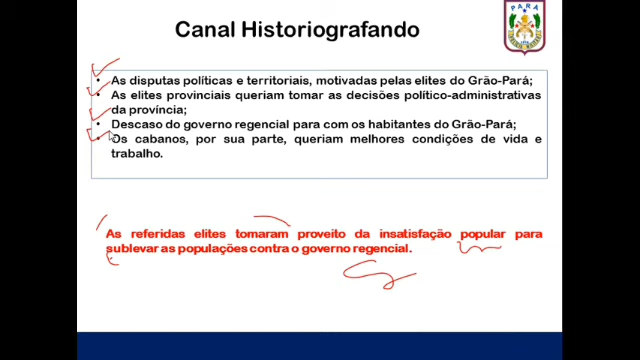 PARÁ
Canal Historiografando
• As disputas políticas e territoriais, motivadas pelas elites do Grão-Pará;
• As elites provinciais queriam tomar as decisões político-administrativas
da província;
• Descaso do governo regencial para com os habitantes do Grão-Pará;
• Os cabanos, por sua parte, queriam melhores condições de vida e
trabalho.
As referidas elites tomaram proveito da insatisfação popular para
sublevar as populações contra o governo regencial.